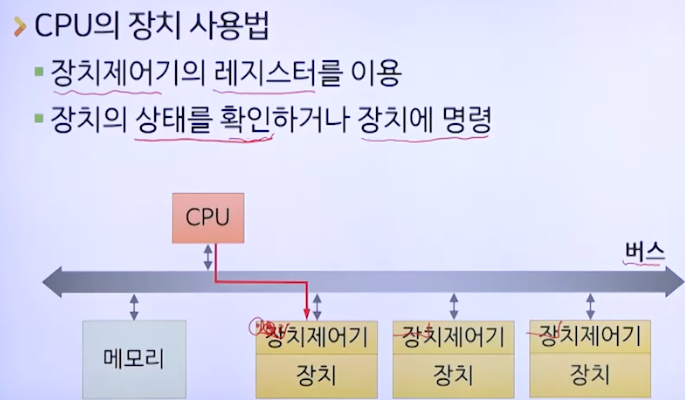 CPU의 장치 사용법
장치제어기의 레지스터를 이용
장치의 상태를 확인하거나 장치에 명령
CPU
버스
메모리
장치제어기
장치
장치제어기
장치
장치제어기
장치